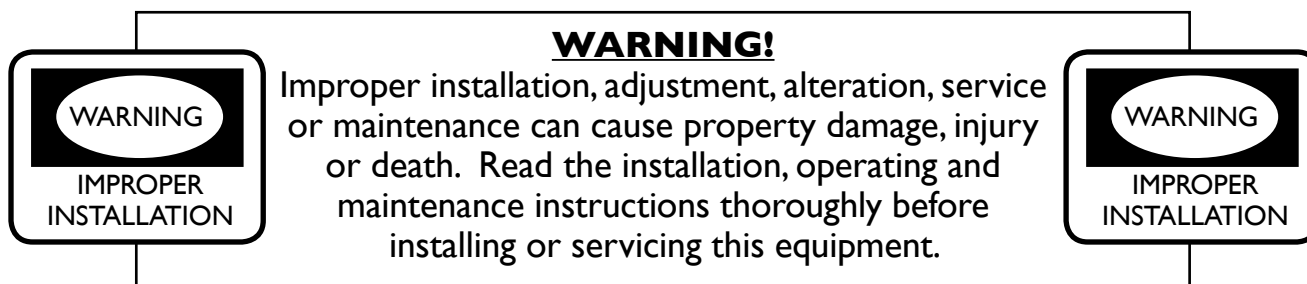 WARNING!
WARNING
IMPROPER
INSTALLATION
Improper installation, adjustment, alteration, service
or maintenance can cause property damage, injury
or death.  Read the installation, operating and
maintenance instructions thoroughly before
installing or servicing this equipment.
WARNING
IMPROPER
INSTALLATION